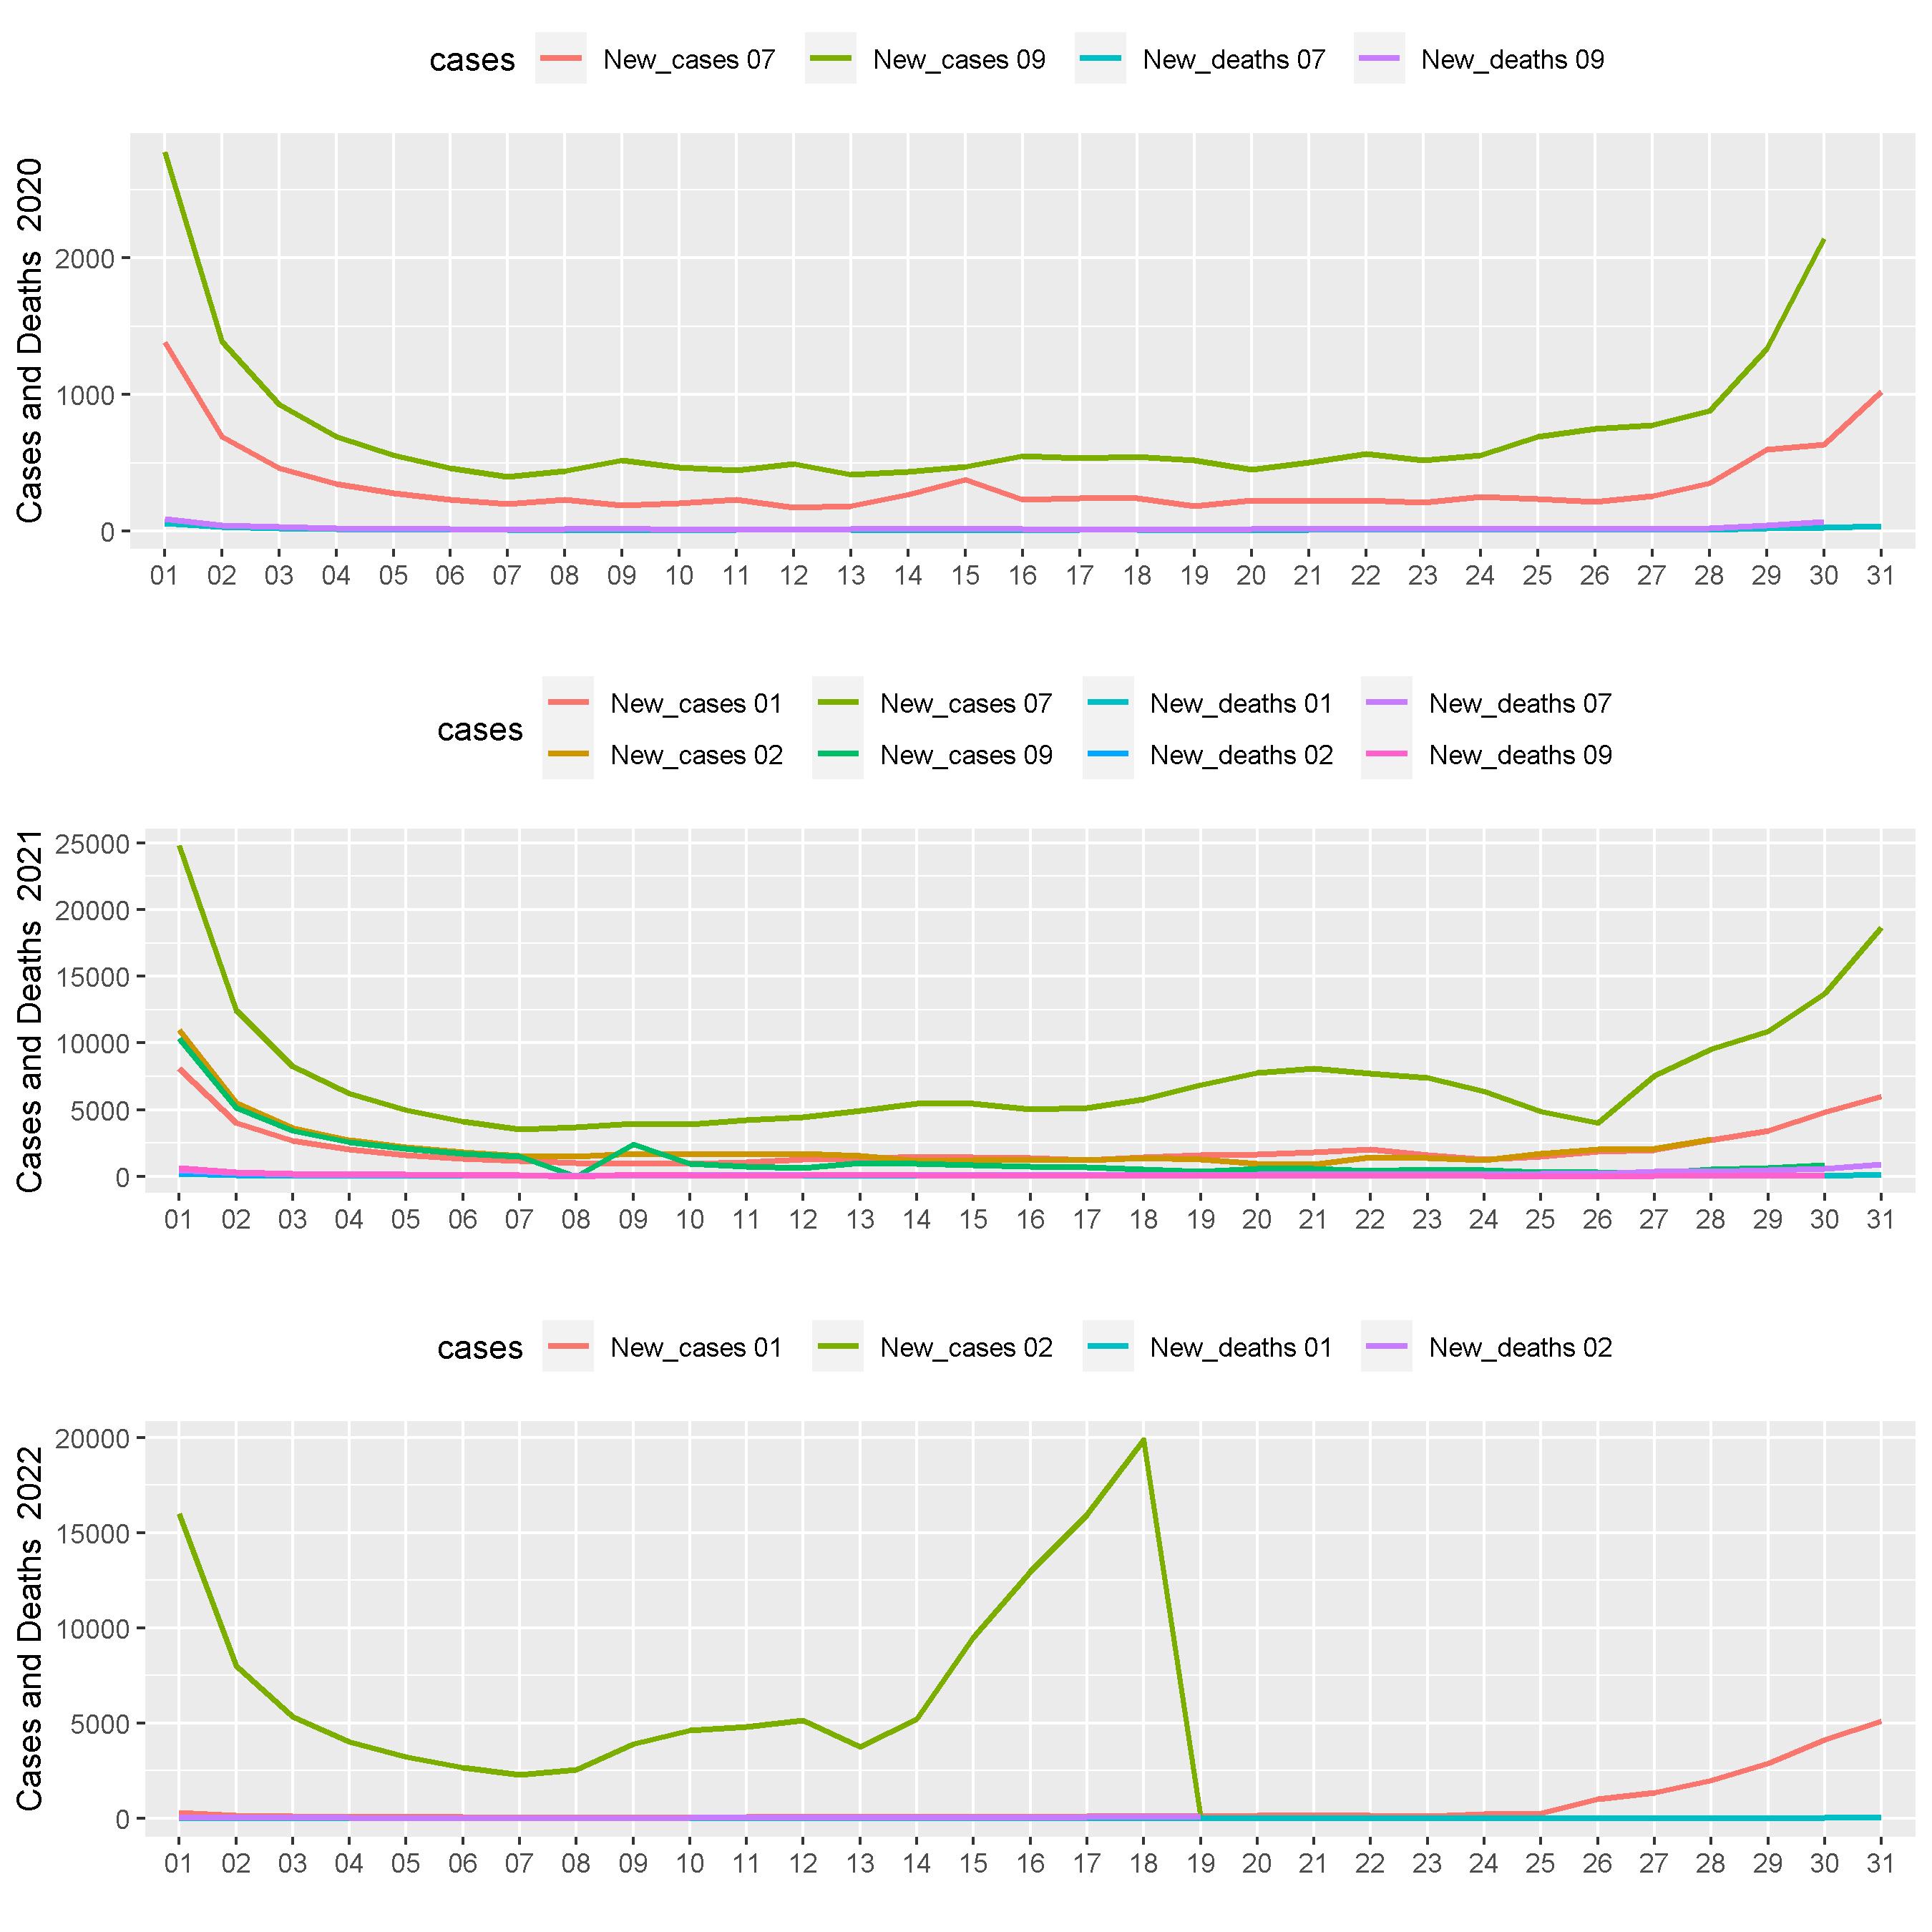 cases New_cases 07 New_cases 09 New_deaths 07 New_deaths 09
Cases and Deaths 2020
2000
1000
0
01 02 03 04 05 06 07 08 09 10 11 12 13 14 15 16 17 18 19 20 21 22 23 24 25 26 27 28 29 30 31
cases
New_cases 01 New_cases 07 New_deaths 01 New_deaths 07
New_cases 02 New_cases 09 New_deaths 02 New_deaths 09
Cases and Deaths 2021
25000
20000
15000
10000
5000
0
01 02 03 04 05 06 07 08 09 10 11 12 13 14 15 16 17 18 19 20 21 22 23 24 25 26 27 28 29 30 31
cases New_cases 01 New_cases 02 New_deaths 01 New_deaths 02
Cases and Deaths 2022
20000
15000
10000
5000
0
01 02 03 04 05 06 07 08 09 10 11 12 13 14 15 16 17 18 19 20 21 22 23 24 25 26 27 28 29 30 31